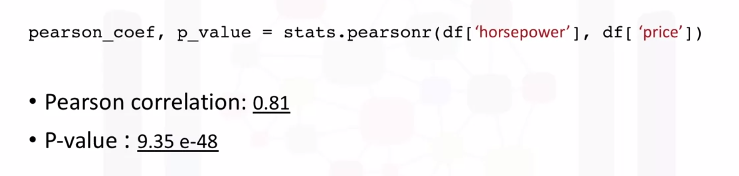 pearson_coef, p_value = stats.pearsonr(df[‘horsepower’], df[ ‘price’])
• Pearson correlation: 0.81
• P-value : 9.35 e-48